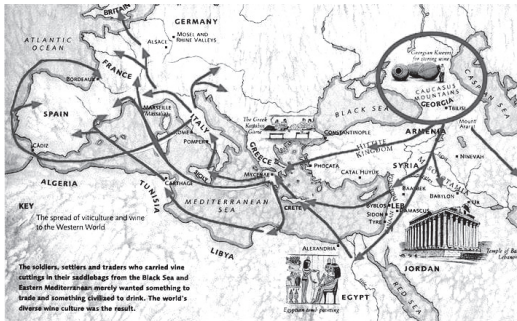 BRITAIN
GERMANY
ATLANTIC
OCEAN
ALSACE
MOSEL AND
RHINE VALLEYS
Georgian Kvevris
for storing wine
FRANCE
BORDEAUX
CAUCASUS
MOUNTAINS
GEORGIA
TBILISI
CASPIAN SEA
BLACK SEA
MARSEILLE
(Massalia)
ITALY
SPAIN
ROME
POMPEII
The Greek
Kottabos
Game
CONSTANTINOPLE
ARMENIA
Mount
Ararat
HITTITE
KINGDOM
GREECE
PHOCAEA
SYRIA
NINEVAH
CADIZ
SICILY
MYCENAE
CATAL HUYUK
MESOPOTAMIA
ALGERIA
CARTHAGE
BAALBEK
BABYLON
UR
TUNISIA
MEDITERRANEAN
SEA
CRETE
BYBLOS
LEB
SIDON
DAMASCUS
TYRE
KEY
The spread of viticulture and wine
to the Western World
LIBYA
ALEXANDRIA
Temple of Ba
Lebanon
The soldiers, settlers and traders who carried vine
cuttings in their saddlebags from the Black Sea and
Eastern Mediterranean merely wanted something to
trade and something civilized to drink. The world's
diverse wine culture was the result.
JORDAN
EGYPT
RED SEA
Egyptian tomb painting